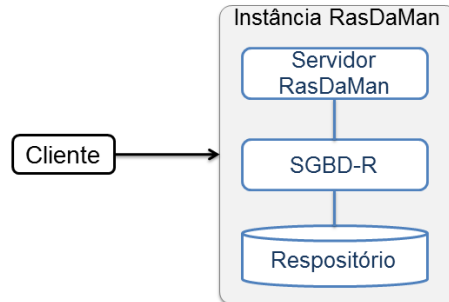 Instância RasDaMan
Servidor
RasDaMan
Cliente
SGBD-R
Respositório